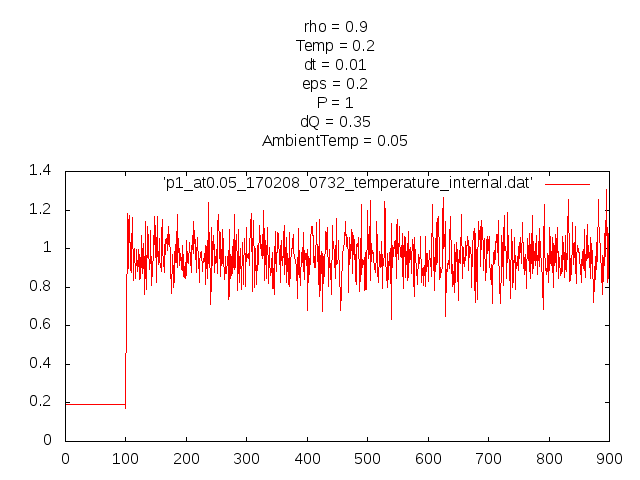 rho = 0.9
Temp = 0.2
dt = 0.01
eps = 0.2
P = 1
dQ = 0.35
AmbientTemp = 0.05
1.4
'p1_at0.05_170208_0732_temperature_internal.dat'
1.2
1
0.8
0.6
0.4
0.2
0
0 100 200 300 400 500 600 700 800 900